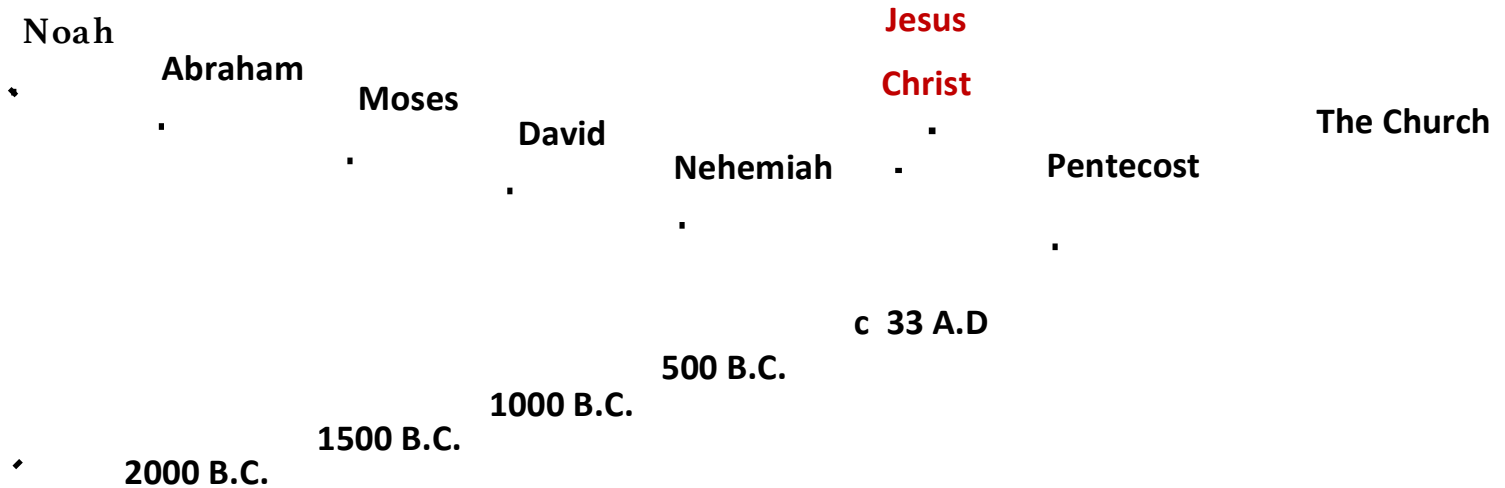 Noah
Abraham
Moses
David
Nehemiah
Jesus
Christ
Pentecost
The Church
c 33 A.D
500 B.C.
1000 B.C.
1500 B.C.
2000 B.C.